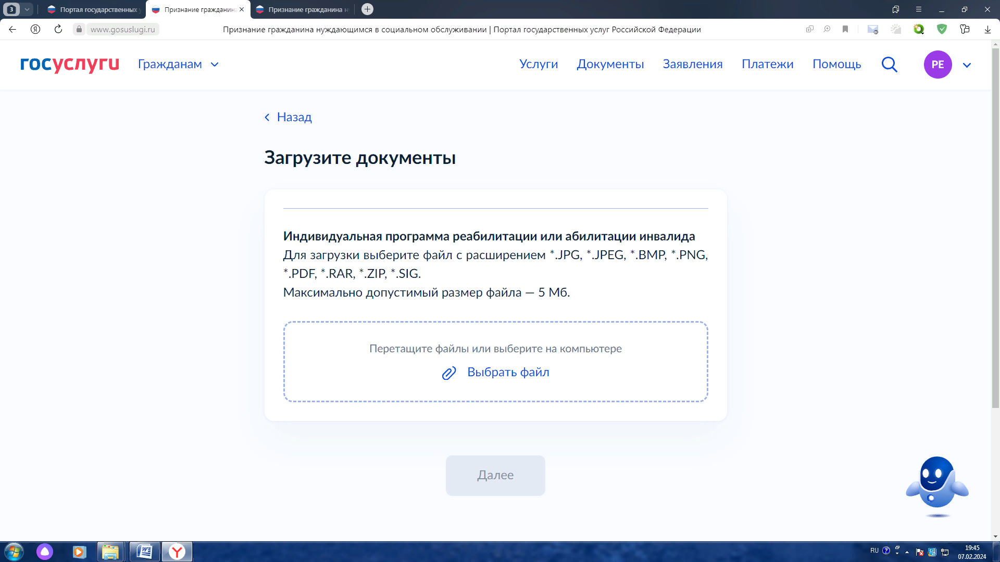 3
Портал государственных у
Признание гражданина
Признание гражданина н
www.gosuslugi.ru
Признание гражданина нуждающимся в социальном обслуживании | Портал государственных услуг Российской Федерации
госуслуги
Гражданам
Услуги
Документы
Заявления
Платежи
Помощь
РЕ
Назад
Загрузите документы
Индивидуальная программа реабилитации или абилитации инвалида
Для загрузки выберите файл с расширением *.JPG, *.JPEG, *.BMP, *.PNG,
*.PDF, *.RAR, *.ZIP, *.SIG.
Максимально допустимый размер файла — 5 Мб.
Перетащите файлы или выберите на компьютере
Выбрать файл
Далее
RU
19:45
07.02.2024